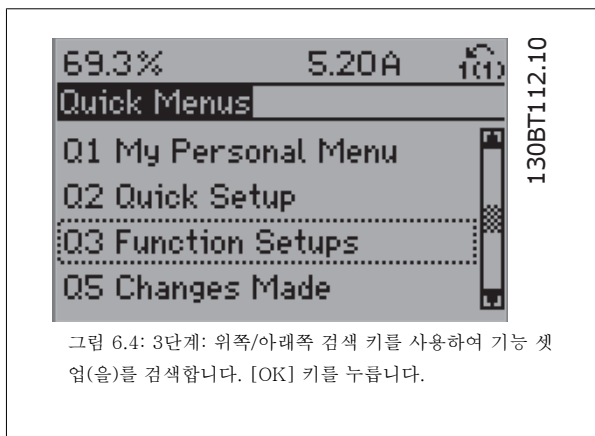 69.3% 5.20A 1(1)
Quick Menus
Q1 My Personal Menu
Q2 Quick Setup
Q3 Function Setups
Q5 Changes Made
130BT112.10
그림 6.4: 3단계: 위쪽/아래쪽 검색 키를 사용하여 기능 셋
업(을)를 검색합니다. [OK] 키를 누릅니다.